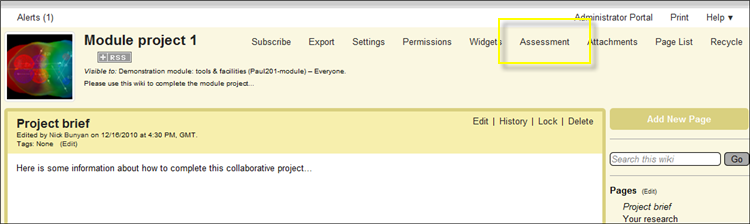 Alerts (1) Administrator Portal Print Help ▾
Module project 1 Subscribe Export Settings Permissions Widgets Assessment Attachments Page List Recycle
RSS
Visible to: Demonstration module: tools & facilities (Paul201-module) – Everyone.
Please use this wiki to complete the module project...
Project brief Edit | History | Lock | Delete
Edited by Nick Bunyan on 12/16/2010 at 4:30 PM, GMT.
Tags: None (Edit)
Here is some information about how to complete this collaborative project...
Add New Page
Search this wiki Go
Pages (Edit)
Project brief
Your research